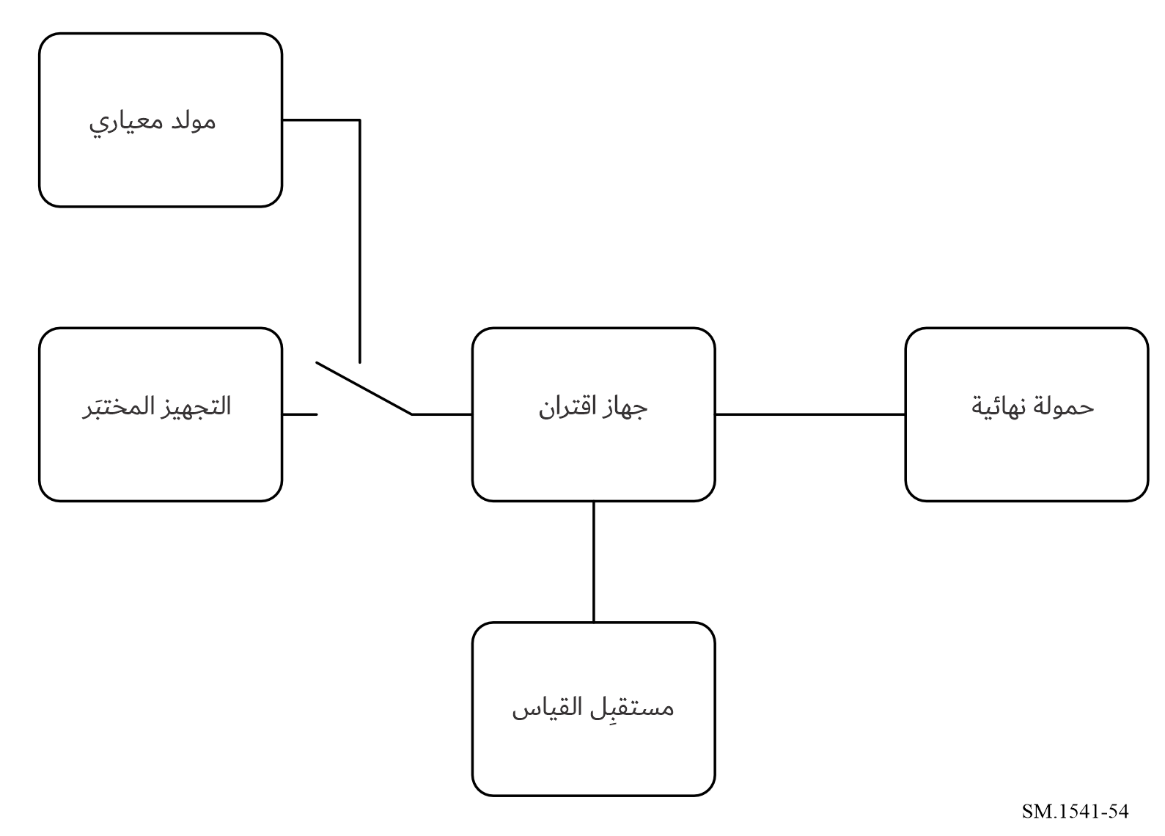 مولد معياري
التجهيز المختبَر
جهاز اقتران
حمولة نهائية
مستقبِل القياس
SM.1541-54